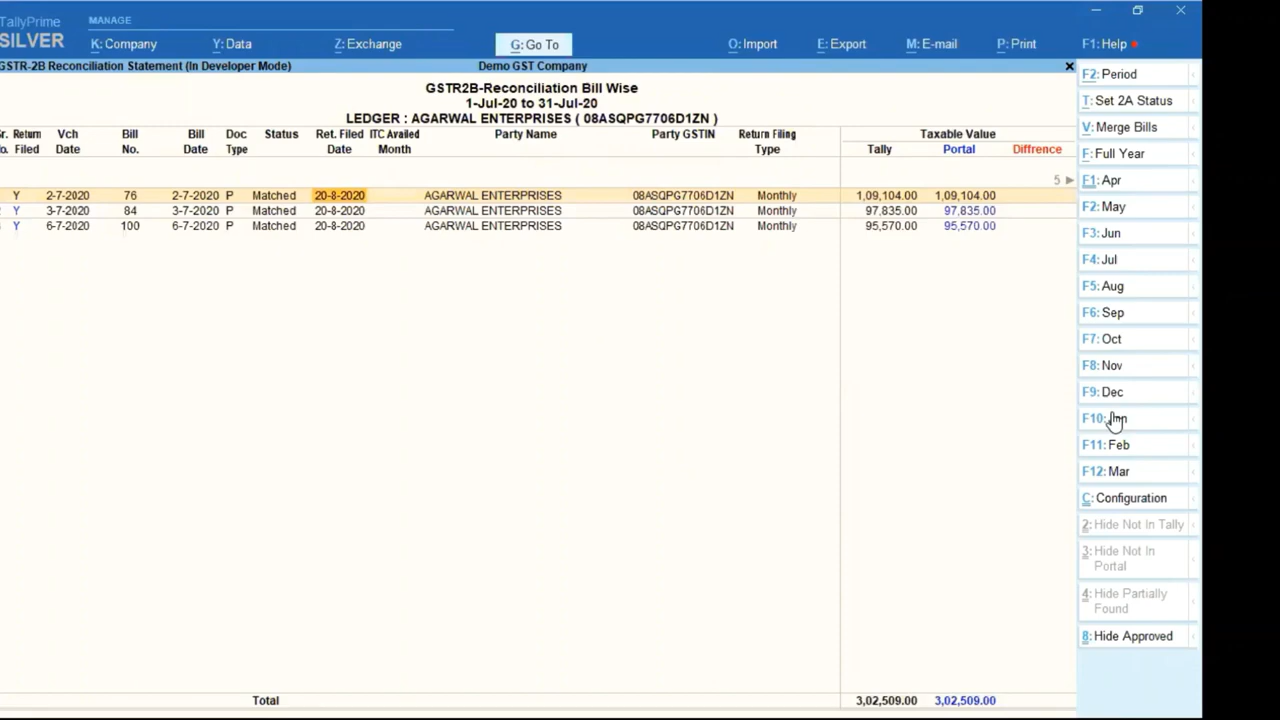 TallyPrime MANAGE
SILVER K: Company Y: Data Z: Exchange G: Go To O: Import E: Export M: E-mail P: Print F1: Help
GSTR-2B Reconciliation Statement (In Developer Mode) Demo GST Company ×
GSTR2B-Reconciliation Bill Wise
1-Jul-20 to 31-Jul-20
LEDGER : AGARWAL ENTERPRISES ( 08ASQPG7706D1ZN )
Sr. Return Vch Bill Bill Doc Status Ret. Filed ITC Availed Party Name Party GSTIN Return Filing Taxable Value
No. Filed Date No. Date Type Date Month Type Tally Portal Diffrence
5 ▶
Y 2-7-2020 76 2-7-2020 P Matched 20-8-2020 AGARWAL ENTERPRISES 08ASQPG7706D1ZN Monthly 1,09,104.00 1,09,104.00
Y 3-7-2020 84 3-7-2020 P Matched 20-8-2020 AGARWAL ENTERPRISES 08ASQPG7706D1ZN Monthly 97,835.00 97,835.00
Y 6-7-2020 100 6-7-2020 P Matched 20-8-2020 AGARWAL ENTERPRISES 08ASQPG7706D1ZN Monthly 95,570.00 95,570.00
Total 3,02,509.00 3,02,509.00
F2: Period
T: Set 2A Status
V: Merge Bills
F: Full Year
F1: Apr
F2: May
F3: Jun
F4: Jul
F5: Aug
F6: Sep
F7: Oct
F8: Nov
F9: Dec
F10: Jan
F11: Feb
F12: Mar
C: Configuration
2: Hide Not In Tally
3: Hide Not In
Portal
4: Hide Partially
Found
8: Hide Approved